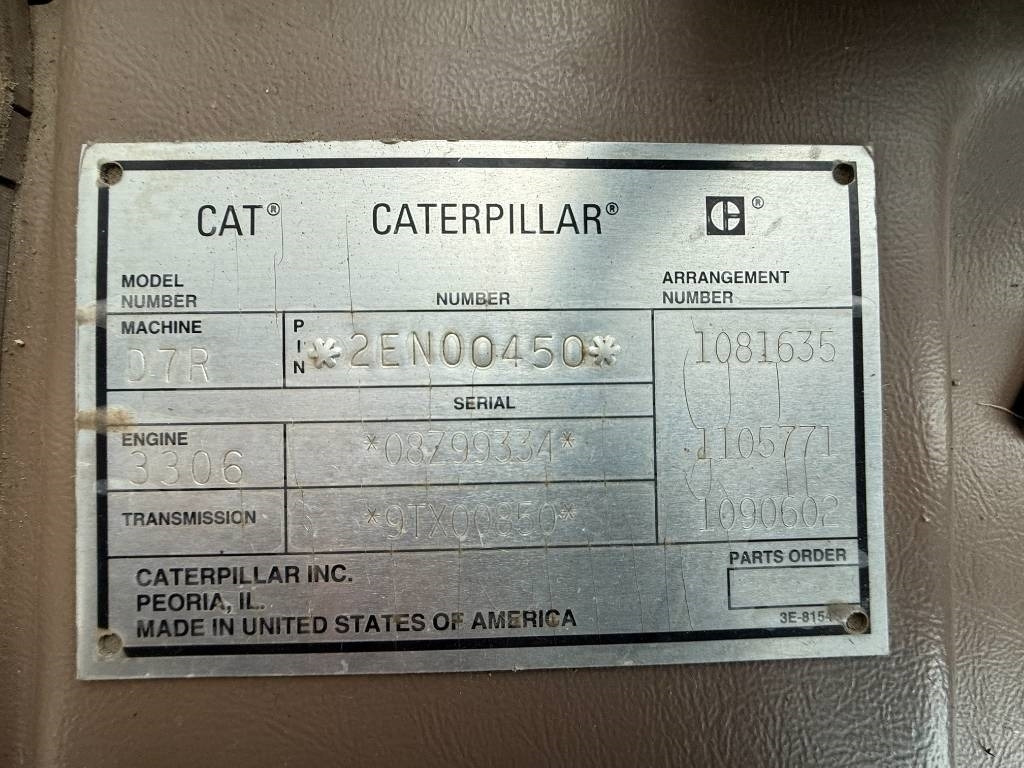 CAT® CATERPILLAR® ®
MODEL NUMBER NUMBER ARRANGEMENT NUMBER
MACHINE D7R PIN *2EN00450* 1081635
SERIAL
ENGINE 3306 *08Z99334* 1105771
TRANSMISSION *9TX00850* 1090602
PARTS ORDER
CATERPILLAR INC.
PEORIA, IL.
MADE IN UNITED STATES OF AMERICA